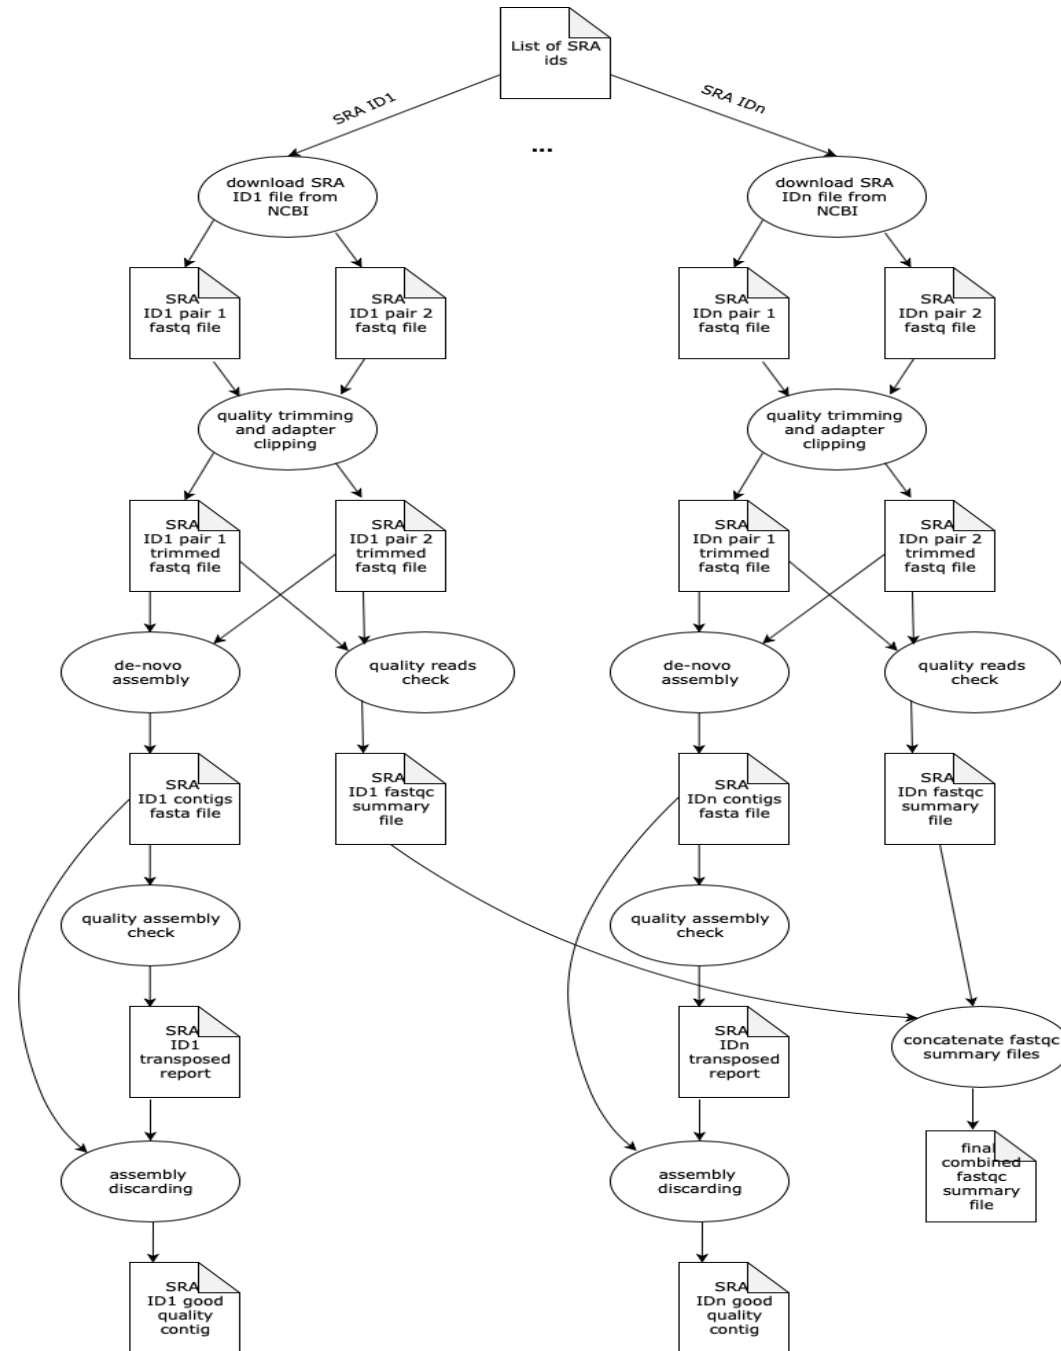 List of SRA
ids
SRA ID1
SRA IDn
...
download SRA
ID1 file from
NCBI
download SRA
IDn file from
NCBI
SRA
ID1 pair 1
fastq file
SRA
ID1 pair 2
fastq file
SRA
IDn pair 1
fastq file
SRA
IDn pair 2
fastq file
quality trimming
and adapter
clipping
quality trimming
and adapter
clipping
SRA
ID1 pair 1
trimmed
fastq file
SRA
ID1 pair 2
trimmed
fastq file
SRA
IDn pair 1
trimmed
fastq file
SRA
IDn pair 2
trimmed
fastq file
de-novo
assembly
quality reads
check
de-novo
assembly
quality reads
check
SRA
ID1 contigs
fasta file
SRA
ID1 fastqc
summary
file
SRA
IDn contigs
fasta file
SRA
IDn fastqc
summary
file
quality assembly
check
quality assembly
check
SRA
ID1
transposed
report
SRA
IDn
transposed
report
concatenate fastqc
summary files
assembly
discarding
assembly
discarding
final
combined
fastqc
summary
file
SRA
ID1 good
quality
contig
SRA
IDn good
quality
contig